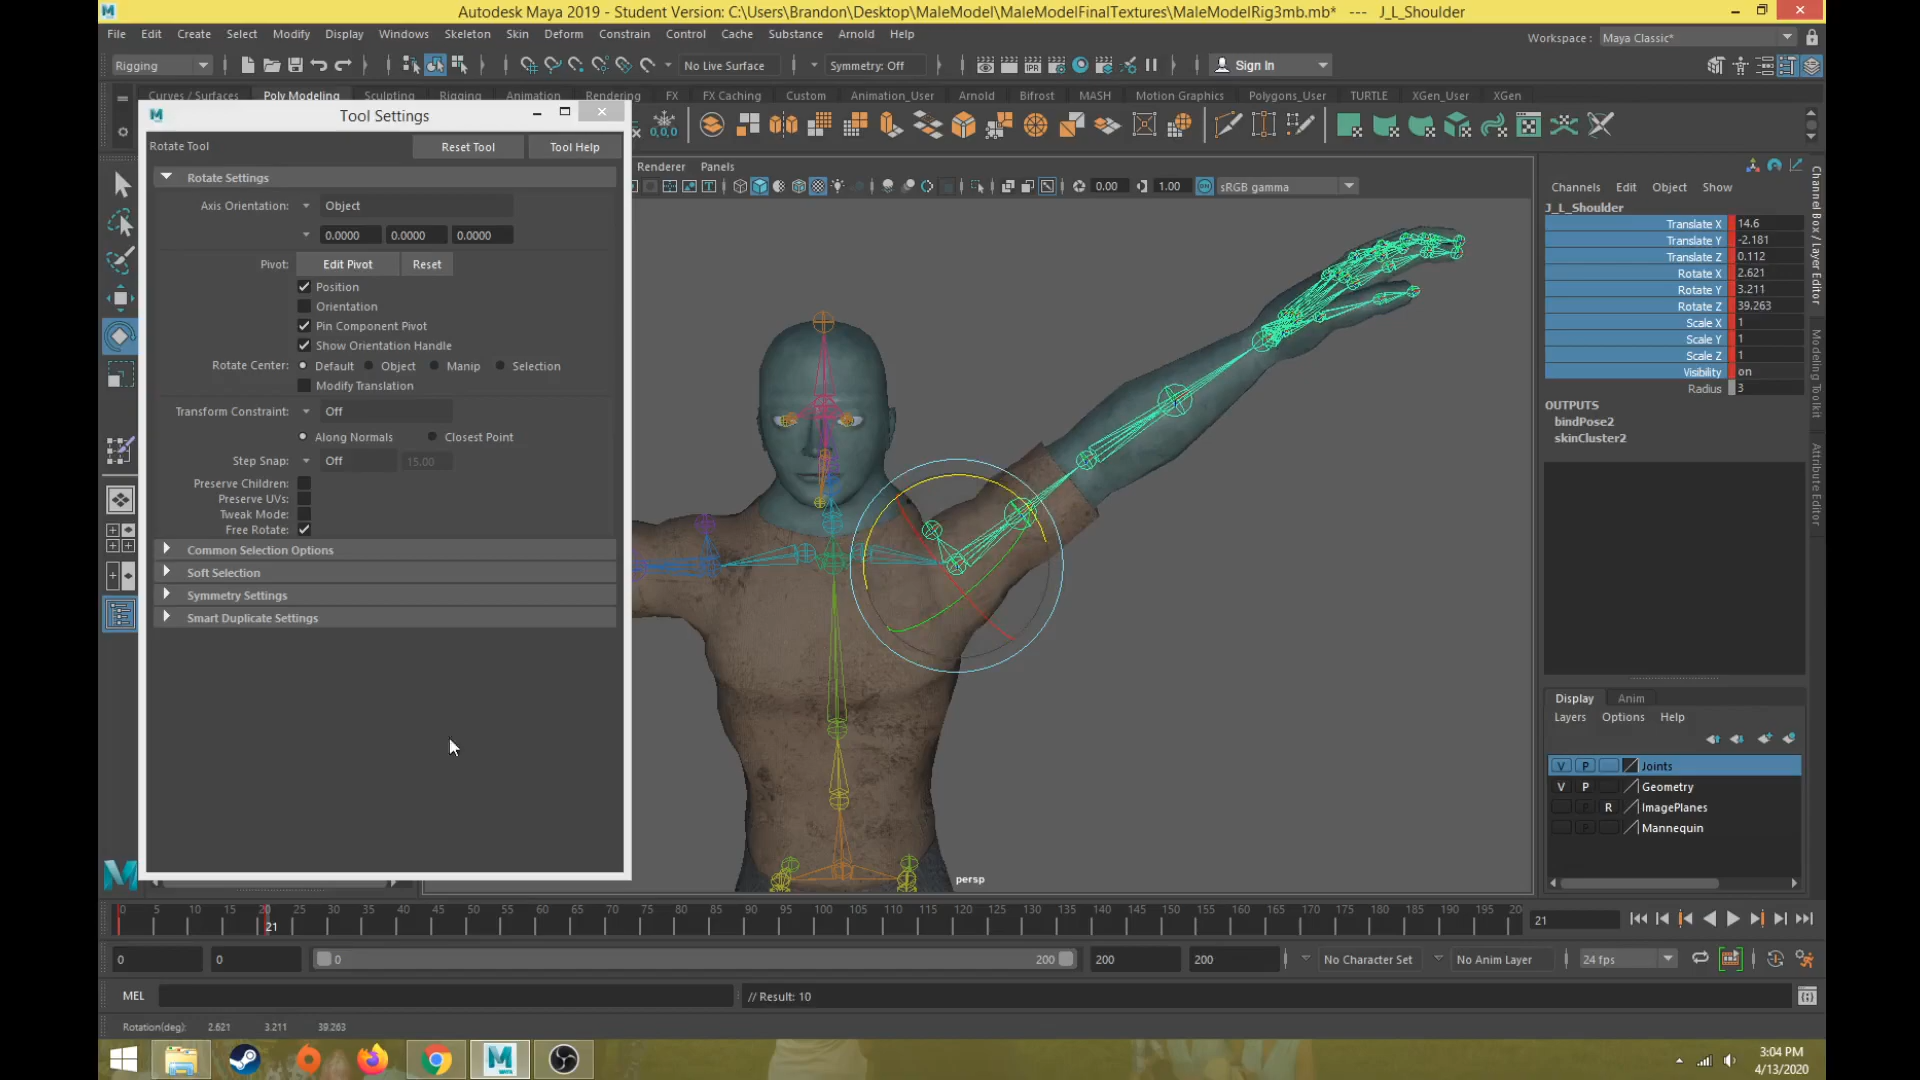 Autodesk Maya 2019 - Student Version: C:\Users\Brandon\Desktop\MaleModel\MaleModelFinalTextures\MaleModelRig3mb.mb* --- J_L_Shoulder
File Edit Create Select Modify Display Windows Skeleton Skin Deform Constrain Control Cache Substance Arnold Help
Workspace : Maya Classic*
Rigging No Live Surface Symmetry: Off Sign In
Curves / Surfaces Poly Modeling Sculpting Rigging Animation Rendering FX FX Caching Custom Animation_User Arnold Bifrost MASH Motion Graphics Polygons_User TURTLE XGen_User XGen
Tool Settings
0,0,0
IPR
Rotate Tool Reset Tool Tool Help
Renderer Panels
0.00 1.00 sRGB gamma
Rotate Settings
Axis Orientation: Object
0.0000 0.0000 0.0000
Pivot: Edit Pivot Reset
Position
Orientation
Pin Component Pivot
Show Orientation Handle
Rotate Center: Default Object Manip Selection
Modify Translation
Transform Constraint: Off
Along Normals Closest Point
Step Snap: Off 15.00
Preserve Children:
Preserve UVs:
Tweak Mode:
Free Rotate:
Common Selection Options
Soft Selection
Symmetry Settings
Smart Duplicate Settings
persp
Channels Edit Object Show
J_L_Shoulder
Translate X 14.6
Translate Y -2.181
Translate Z 0.112
Rotate X 2.621
Rotate Y 3.211
Rotate Z 39.263
Scale X 1
Scale Y 1
Scale Z 1
Visibility on
Radius 3
OUTPUTS
bindPose2
skinCluster2
Channel Box / Layer Editor
Modeling Toolkit
Attribute Editor
Display Anim
Layers Options Help
V P Joints
V P Geometry
R ImagePlanes
P Mannequin
0 5 10 15 20 25 30 35 40 45 50 55 60 65 70 75 80 85 90 95 100 105 110 115 120 125 130 135 140 145 150 155 160 165 170 175 180 185 190 195 20
21
21
0 0 0 200 200 200 No Character Set No Anim Layer 24 fps
MEL // Result: 10
Rotation(deg): 2.621 3.211 39.263
3:04 PM
4/13/2020